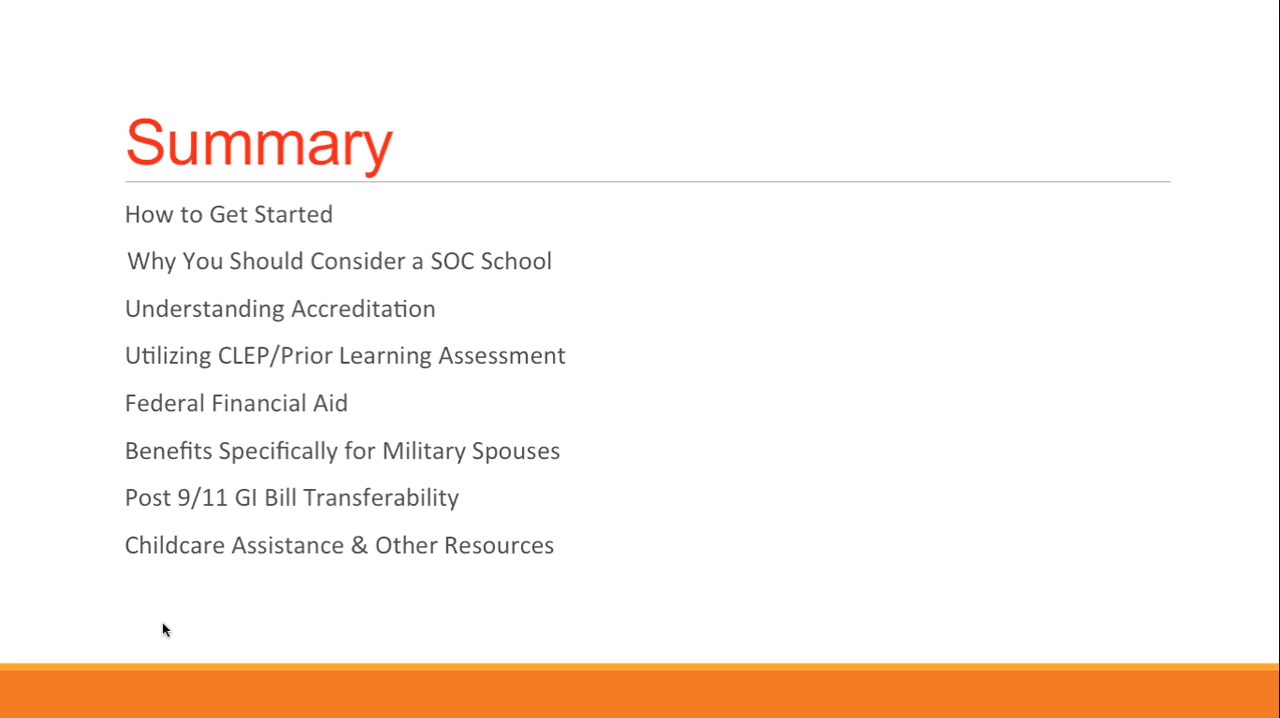 Summary
How to Get Started
Why You Should Consider a SOC School
Understanding Accreditation
Utilizing CLEP/Prior Learning Assessment
Federal Financial Aid
Benefits Specifically for Military Spouses
Post 9/11 GI Bill Transferability
Childcare Assistance & Other Resources